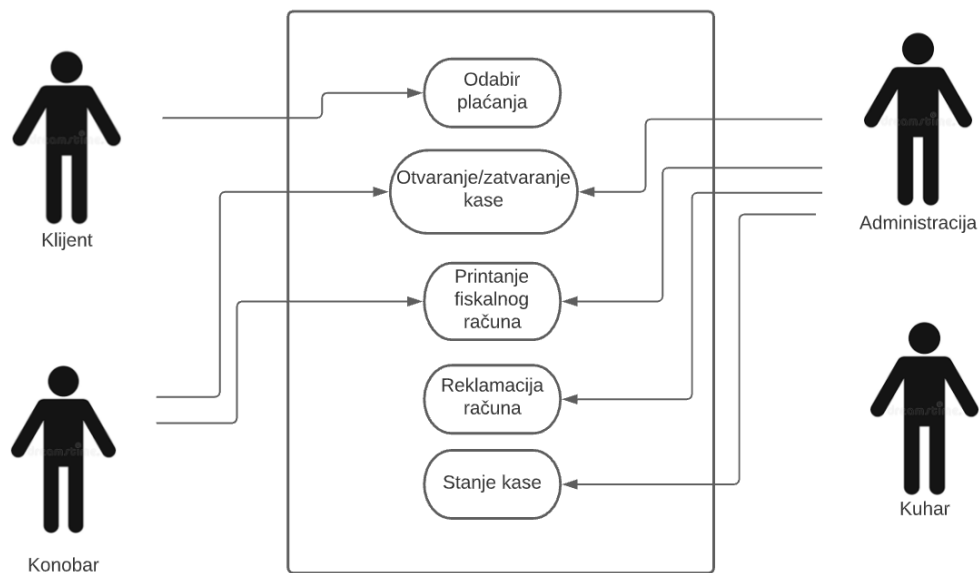 Odabir
plaćanja
Otvaranje/zatvaranje
kase
Printanje
fiskalnog
računa
Reklamacija
računa
Stanje kase
Klijent
Konobar
Administracija
Kuhar